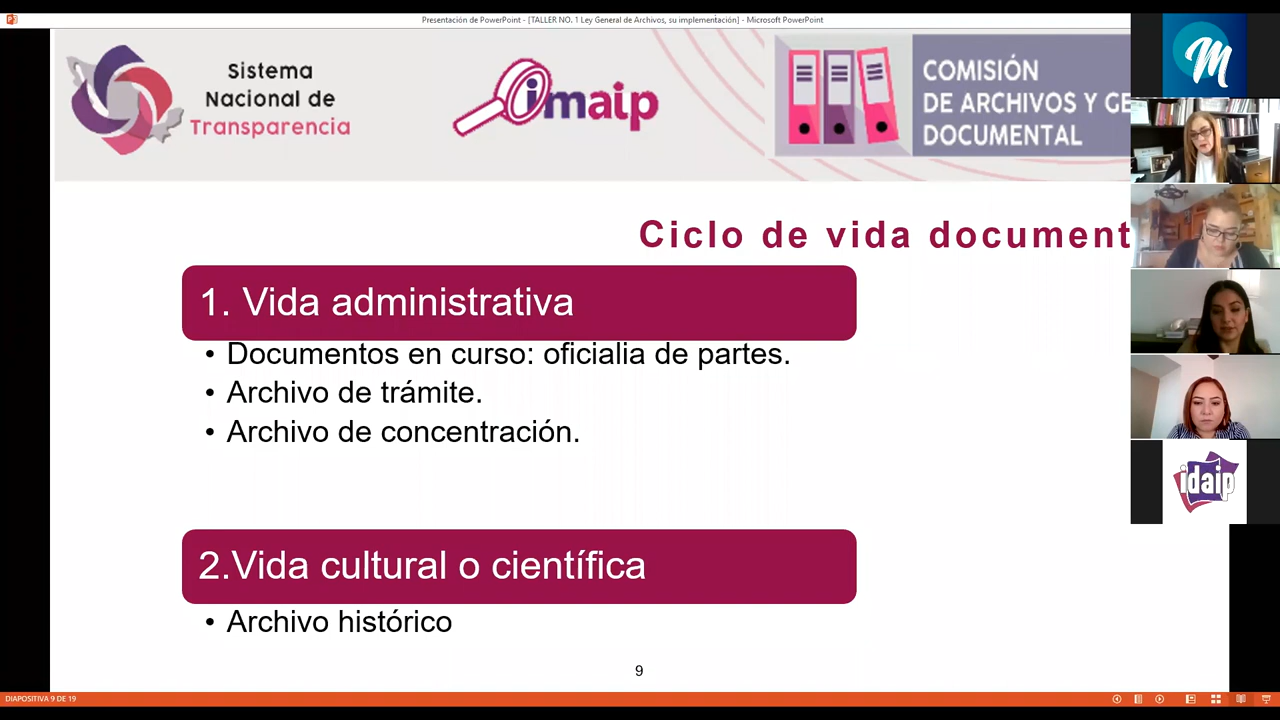 Presentación de PowerPoint - [TALLER NO. 1 Ley General de Archivos, su implementación] - Microsoft PowerPoint
Sistema
Nacional de
Transparencia
imaip
COMISIÓN
DE ARCHIVOS Y GE
DOCUMENTAL
M
Ciclo de vida document
1. Vida administrativa
• Documentos en curso: oficialia de partes.
• Archivo de trámite.
• Archivo de concentración.
idaip
2.Vida cultural o científica
• Archivo histórico
9
DIAPOSITIVA 9 DE 19